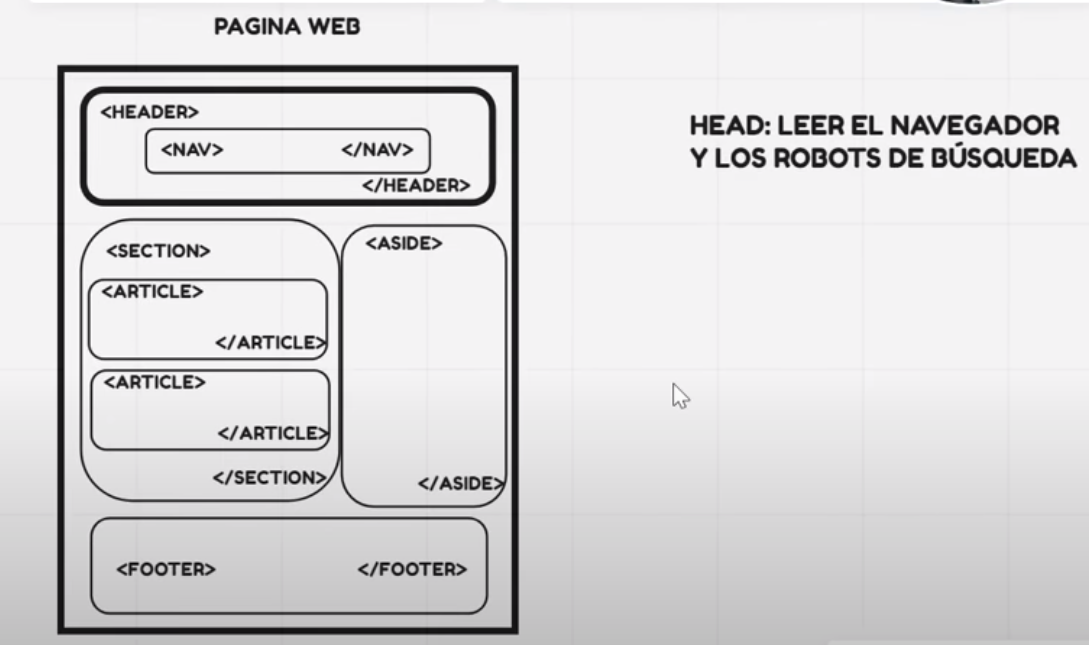 PAGINA WEB
<HEADER>
<NAV> </NAV>
</HEADER>
<SECTION>
<ARTICLE>
</ARTICLE>
<ARTICLE>
</ARTICLE>
</SECTION>
<ASIDE>
</ASIDE>
<FOOTER> </FOOTER>
HEAD: LEER EL NAVEGADOR
Y LOS ROBOTS DE BÚSQUEDA